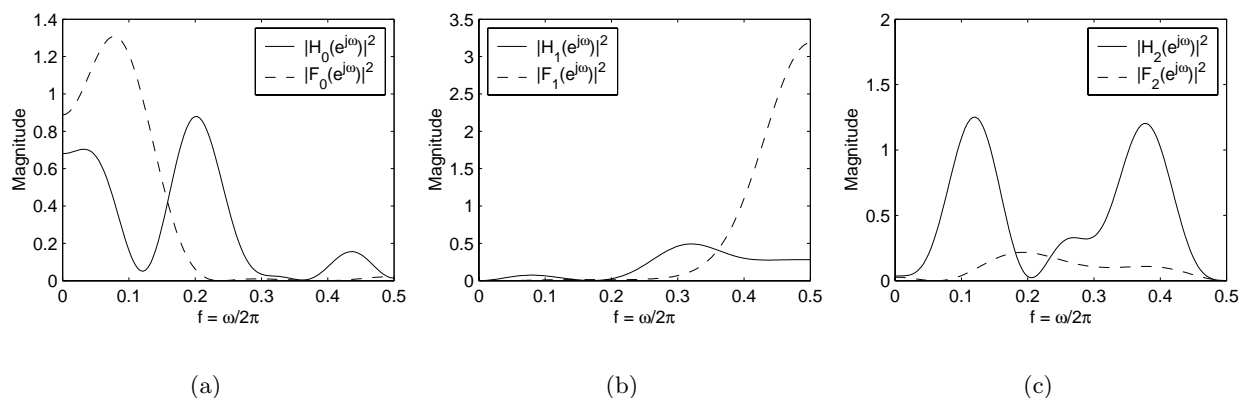 1.4
1.2
1
0.8
0.6
0.4
0.2
0
Magnitude
|H₀(e^{jω})|²
|F₀(e^{jω})|²
0 0.1 0.2 0.3 0.4 0.5
f = ω/2π
(a)
3.5
3
2.5
2
1.5
1
0.5
0
Magnitude
|H₁(e^{jω})|²
|F₁(e^{jω})|²
0 0.1 0.2 0.3 0.4 0.5
f = ω/2π
(b)
2
1.5
1
0.5
0
Magnitude
|H₂(e^{jω})|²
|F₂(e^{jω})|²
0 0.1 0.2 0.3 0.4 0.5
f = ω/2π
(c)